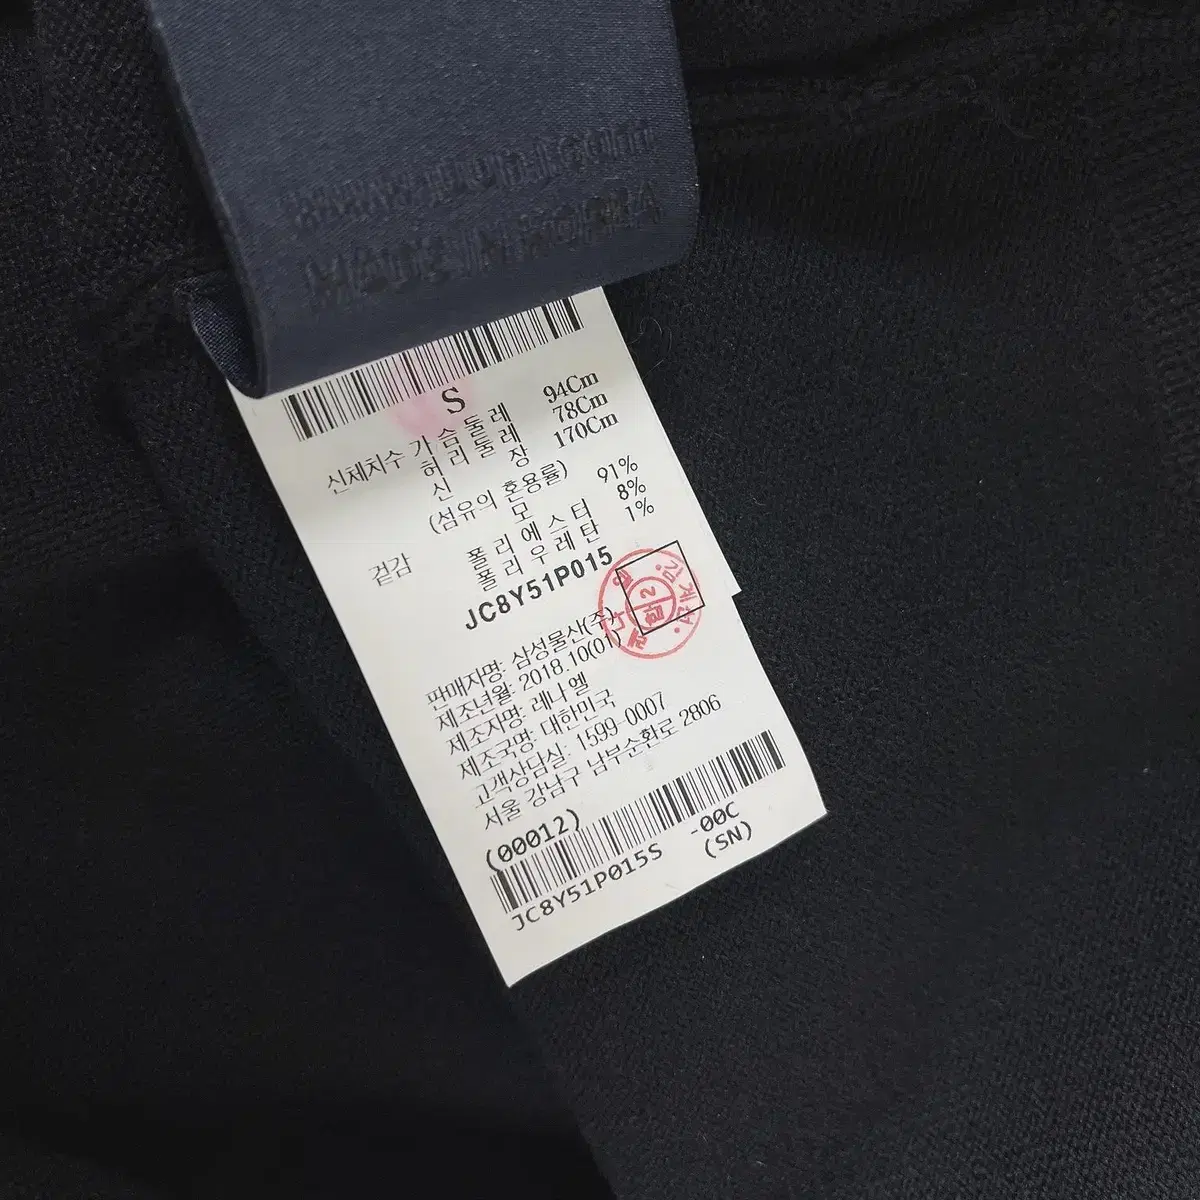 MADE IN KOREA
S
신체치수 가슴둘레 94Cm
허리둘레 78Cm
신장 170Cm
(섬유의 혼용률)
겉감 모 91%
폴리에스터 8%
폴리우레탄 1%
JC8Y51P015
판매자명: 삼성물산(주)
제조년월: 2018.10(01)
제조자명: 레나엘
제조국명: 대한민국
고객상담실: 1599-0007
서울 강남구 남부순환로 2806
(00012)
-00C
JC8Y51P015S (SN)